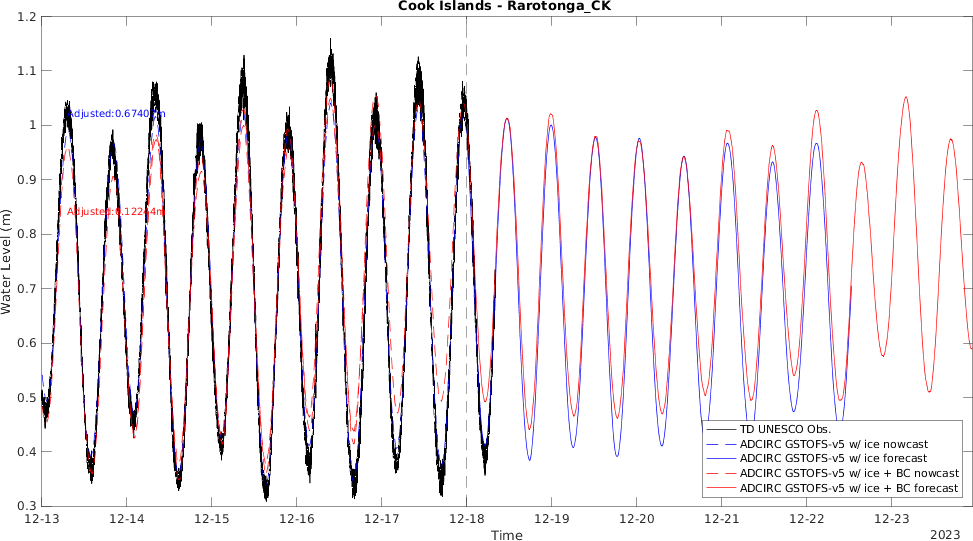 Cook Islands - Rarotonga_CK
1.2
1.1
1
0.9
0.8
0.7
0.6
0.5
0.4
0.3
Water Level (m)
Adjusted:
Adjusted:
12-13
12-14
12-15
12-16
12-17
12-18
12-19
12-20
12-21
12-22
12-23
Time
2023
TD UNESCO Obs.
ADCIRC GSTOFS-v5 w/ ice nowcast
ADCIRC GSTOFS-v5 w/ ice forecast
ADCIRC GSTOFS-v5 w/ ice + BC nowcast
ADCIRC GSTOFS-v5 w/ ice + BC forecast